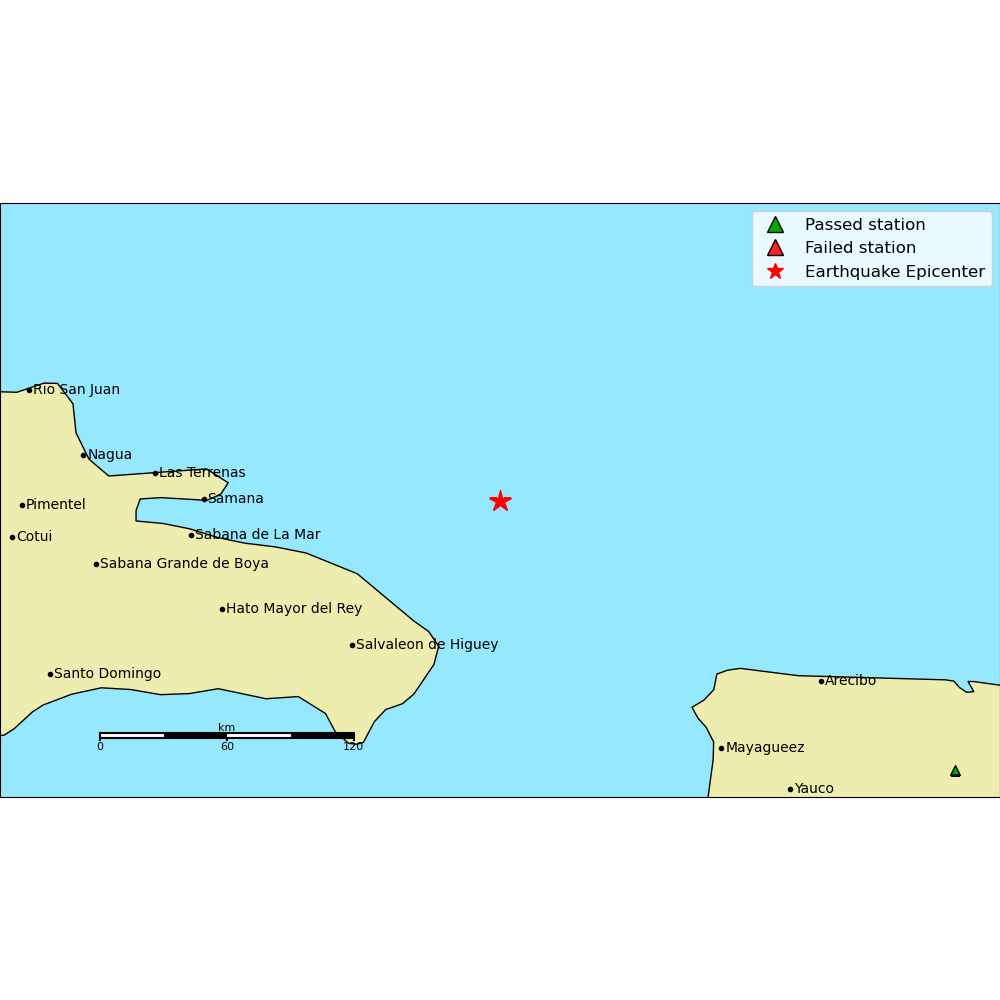 Passed station
Failed station
Earthquake Epicenter
Rio San Juan
Nagua
Las Terrenas
Samana
Pimentel
Sabana de La Mar
Cotui
Sabana Grande de Boya
Hato Mayor del Rey
Salvaleon de Higuey
Santo Domingo
Arecibo
km
0 60 120
Mayagueez
Yauco